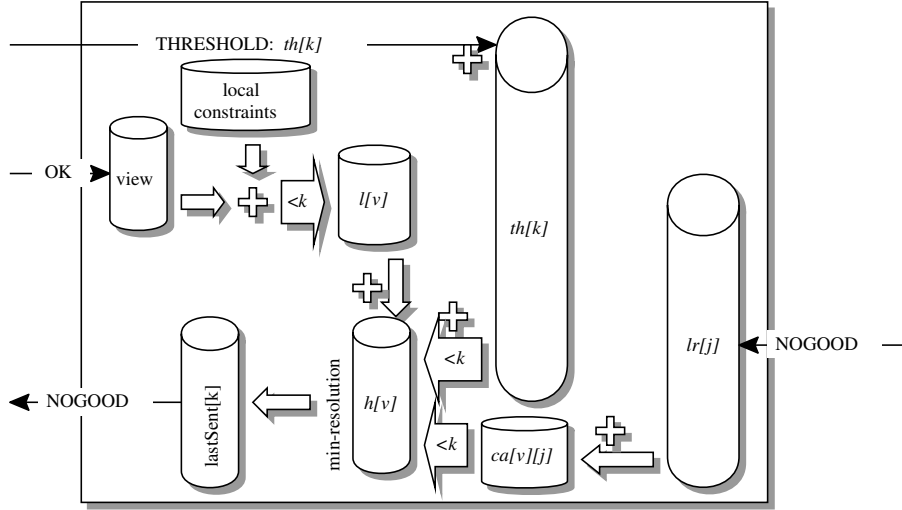 THRESHOLD: th[k]
local
constraints
OK
view
<k
l[v]
th[k]
lr[j]
NOGOOD
<k
NOGOOD
lastSent[k]
min-resolution
h[v]
<k
ca[v][j]